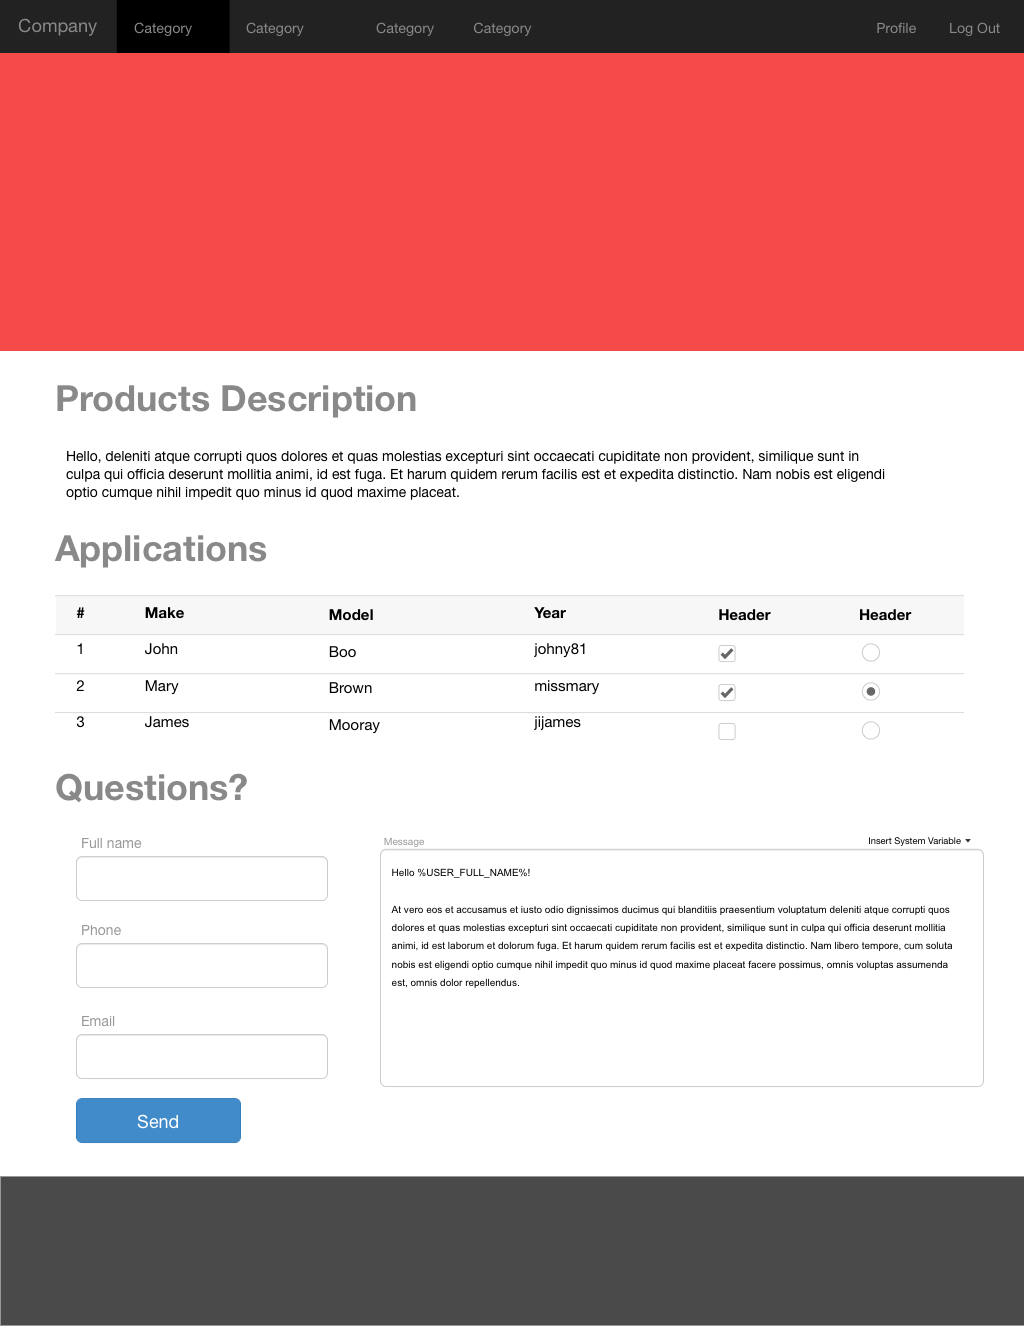 Company Category Category Category Category Profile Log Out
Products Description
Hello, deleniti atque corrupti quos dolores et quas molestias excepturi sint occaecati cupiditate non provident, similique sunt in
culpa qui officia deserunt mollitia animi, id est fuga. Et harum quidem rerum facilis est et expedita distinctio. Nam nobis est eligendi
optio cumque nihil impedit quo minus id quod maxime placeat.
Applications
# Make Model Year Header Header
1 John Boo johny81
2 Mary Brown missmary
3 James Mooray jijames
Questions?
Full name
Phone
Email
Send
Message Insert System Variable
Hello %USER_FULL_NAME%!
At vero eos et accusamus et iusto odio dignissimos ducimus qui blanditiis praesentium voluptatum deleniti atque corrupti quos
dolores et quas molestias excepturi sint occaecati cupiditate non provident, similique sunt in culpa qui officia deserunt mollitia
animi, id est laborum et dolorum fuga. Et harum quidem rerum facilis est et expedita distinctio. Nam libero tempore, cum soluta
nobis est eligendi optio cumque nihil impedit quo minus id quod maxime placeat facere possimus, omnis voluptas assumenda
est, omnis dolor repellendus.